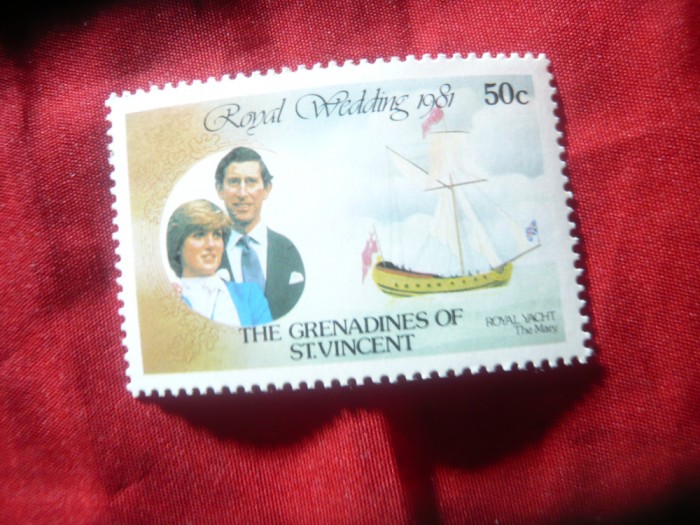 Royal Wedding 1981
50c
THE GRENADINES OF
ST.VINCENT
ROYAL YACHT
The Mary